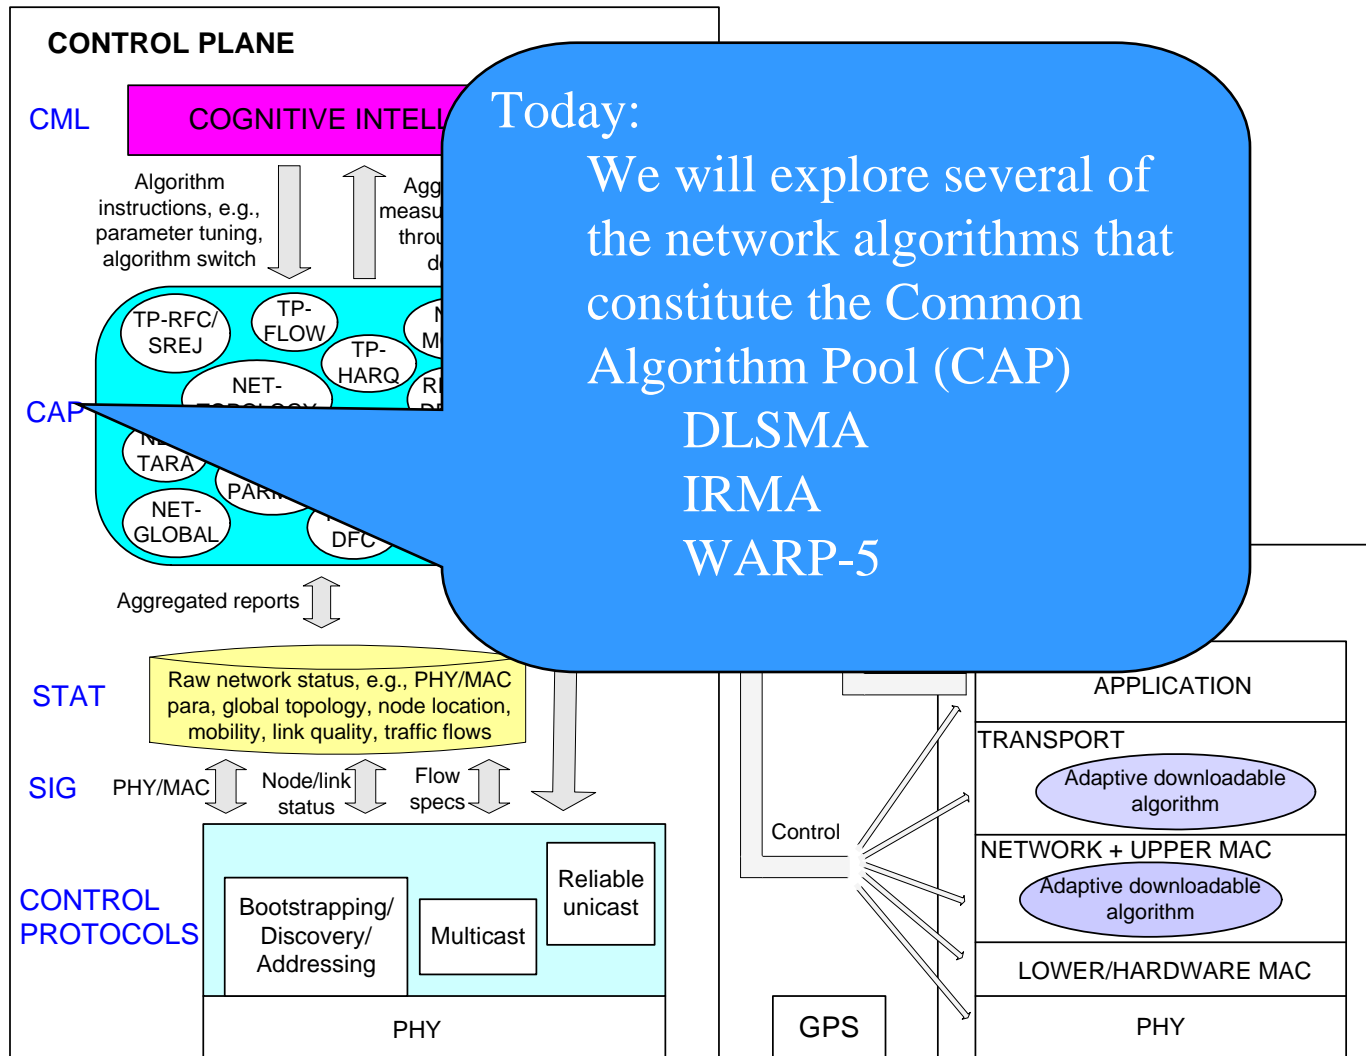 CONTROL PLANE
CML
COGNITIVE
Algorithm
instructions, e.g.,
parameter tuning,
algorithm switch
Today:
We will explore several of
the network algorithms that
constitute the Common
Algorithm Pool (CAP)
DLSMA
IRMA
WARP-5
CAP
TP-RFC/
SREJ
TP-
FLOW
TP-
HARQ
NET-
TARA
NET-
GLOBAL
DFC
Aggregated reports
STAT
Raw network status, e.g., PHY/MAC
para, global topology, node location,
mobility, link quality, traffic flows
SIG
PHY/MAC
Node/link
status
Flow
specs
CONTROL
PROTOCOLS
Bootstrapping/
Discovery/
Addressing
Multicast
Reliable
unicast
PHY
Control
GPS
APPLICATION
TRANSPORT
Adaptive downloadable
algorithm
NETWORK + UPPER MAC
Adaptive downloadable
algorithm
LOWER/HARDWARE MAC
PHY